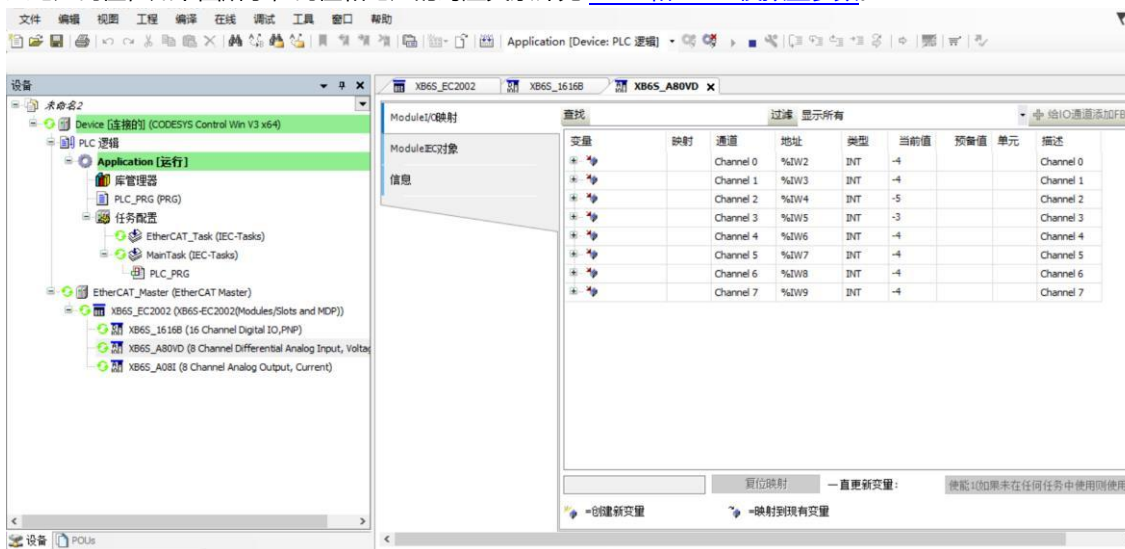 文件 编辑 视图 工程 编译 在线 调试 工具 窗口 帮助
Application [Device: PLC 逻辑]
设备
XB6S_EC2002 XB6S_1616B XB6S_A80VD
未命名2
Device [连接的] (CODESYS Control Win V3 x64)
PLC 逻辑
Application [运行]
库管理器
PLC_PRG (PRG)
任务配置
EtherCAT_Task (IEC-Tasks)
MainTask (IEC-Tasks)
PLC_PRG
EtherCAT_Master (EtherCAT Master)
XB6S_EC2002 (XB6S-EC2002(Modules/Slots and MDP))
XB6S_1616B (16 Channel Digital IO,PNP)
XB6S_A80VD (8 Channel Differential Analog Input, Voltag
XB6S_A08I (8 Channel Analog Output, Current)
设备 POUs
ModuleI/O映射
ModuleIEC对象
信息
查找 过滤 显示所有 给IO通道添加FB
变量 映射 通道 地址 类型 当前值 预备值 单元 描述
Channel 0 %IW2 INT -4 Channel 0
Channel 1 %IW3 INT -4 Channel 1
Channel 2 %IW4 INT -5 Channel 2
Channel 3 %IW5 INT -3 Channel 3
Channel 4 %IW6 INT -4 Channel 4
Channel 5 %IW7 INT -4 Channel 5
Channel 6 %IW8 INT -4 Channel 6
Channel 7 %IW9 INT -4 Channel 7
复位映射 一直更新变量: 使能1(如果未在任何任务中使用则使用
=创建新变量 =映射到现有变量